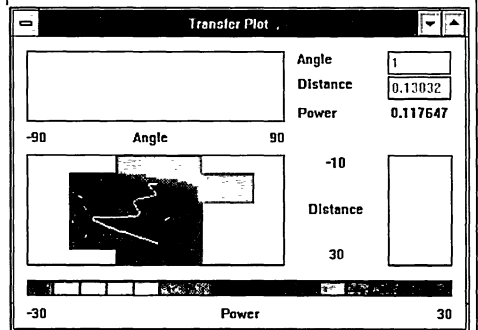 Transfer Plot
Angle 1
Distance 0.13032
Power 0.117647
-90 Angle 90
-10
Distance
30
-30 Power 30